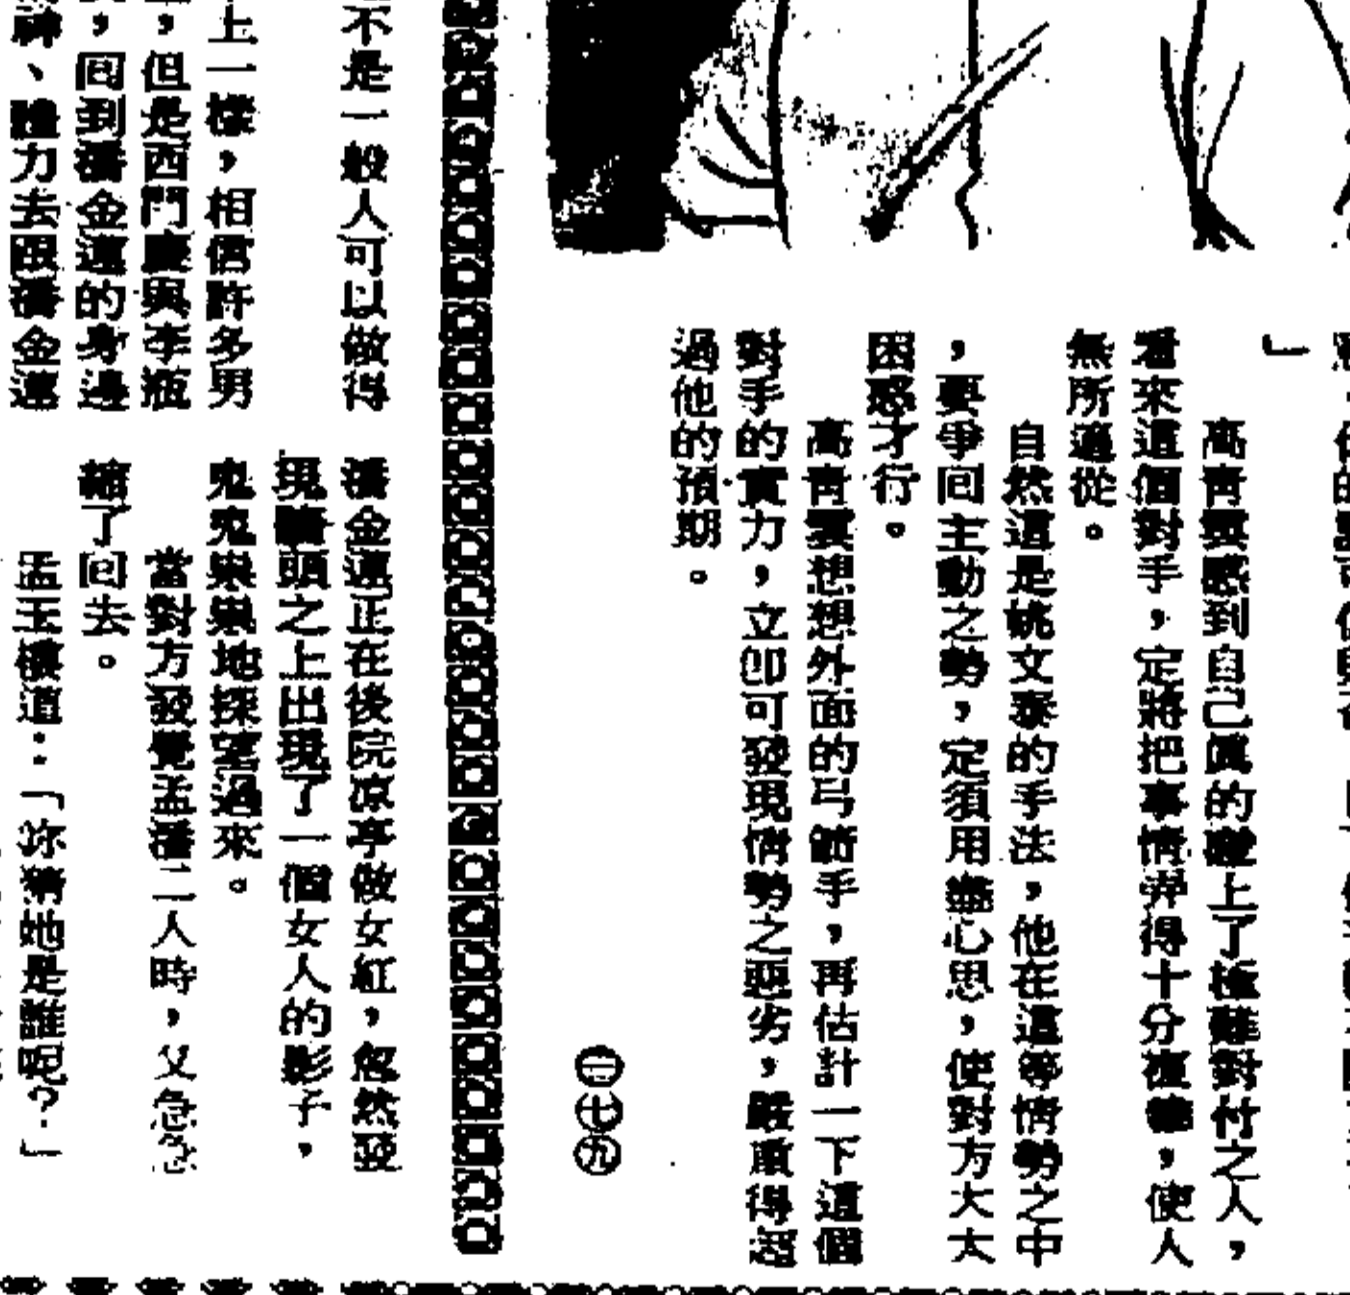 」
高青雲感到自己真的碰上了極難對付之人，
看來這個對手，定將把事情弄得十分複雜，使人
無所適從。
自然這是姚文泰的手法，他在這等情勢之中
，要爭回主動之勢，定須用盡心思，使對方大大
困惑才行。
高青雲想想外面的弓箭手，再估計一下這個
對手的實力，立即可發現情勢之惡劣，嚴重得超
過他的預期。
㊁㊆㊈
不是一般人可以做得
上一樣，相信許多男
，但是西門慶與李瓶
，回到潘金蓮的身邊
神、體力去跟潘金蓮
潘金蓮正在後院涼亭做女紅，忽然發
現牆頭之上出現了一個女人的影子，
鬼鬼祟祟地探望過來。
當對方發覺孟潘二人時，又急急
縮了回去。
孟玉樓道：「妳猜她是誰呢？」